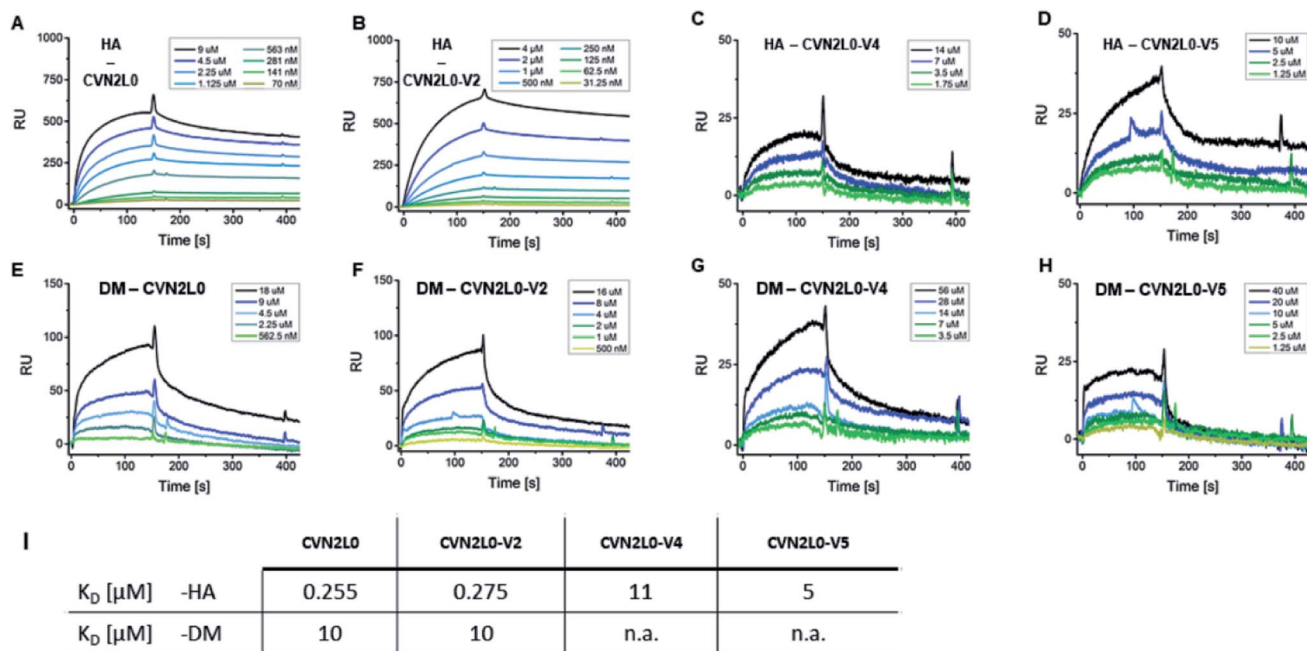 A
HA
–
CVN2L0
9 uM
4.5 uM
2.25 uM
1.125 uM
563 nM
281 nM
141 nM
70 nM
1000
750
500
250
0
RU
0 100 200 300 400
Time [s]
B
HA
–
CVN2L0-V2
4 µM
2 µM
1 µM
500 nM
250 nM
125 nM
62.5 nM
31.25 nM
1000
750
500
250
0
RU
0 100 200 300 400
Time [s]
C
HA – CVN2L0-V4
14 uM
7 uM
3.5 uM
1.75 uM
50
25
0
RU
0 100 200 300 400
Time [s]
D
HA – CVN2L0-V5
10 uM
5 uM
2.5 uM
1.25 uM
50
25
0
RU
0 100 200 300 400
Time [s]
E
DM – CVN2L0
18 uM
9 uM
4.5 uM
2.25 uM
562.5 nM
150
100
50
0
RU
0 100 200 300 400
Time [s]
F
DM – CVN2L0-V2
16 uM
8 uM
4 uM
2 uM
1 uM
500 nM
150
100
50
0
RU
0 100 200 300 400
Time [s]
G
DM – CVN2L0-V4
56 uM
28 uM
14 uM
7 uM
3.5 uM
50
25
0
RU
0 100 200 300 400
Time [s]
H
DM – CVN2L0-V5
40 uM
20 uM
10 uM
5 uM
2.5 uM
1.25 uM
50
25
0
RU
0 100 200 300 400
Time [s]
I
CVN2L0 CVN2L0-V2 CVN2L0-V4 CVN2L0-V5
K_D [µM] -HA 0.255 0.275 11 5
K_D [µM] -DM 10 10 n.a. n.a.